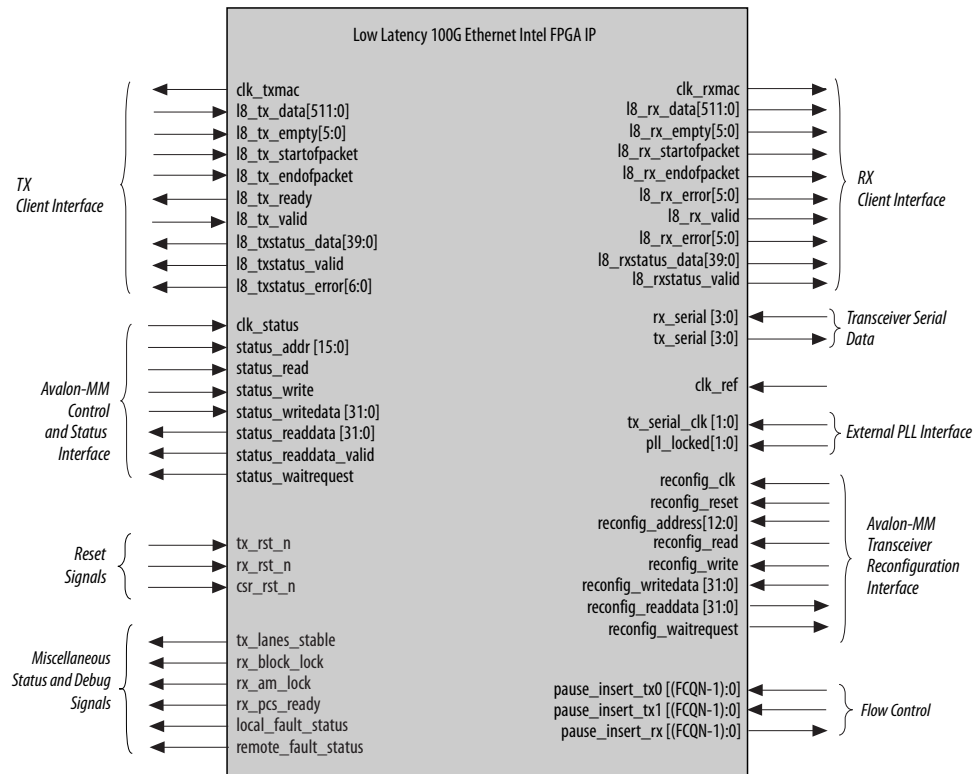 Low Latency 100G Ethernet Intel FPGA IP
TX
Client Interface
clk_txmac
l8_tx_data[511:0]
l8_tx_empty[5:0]
l8_tx_startofpacket
l8_tx_endofpacket
l8_tx_ready
l8_tx_valid
l8_txstatus_data[39:0]
l8_txstatus_valid
l8_txstatus_error[6:0]
Avalon-MM
Control
and Status
Interface
clk_status
status_addr [15:0]
status_read
status_write
status_writedata [31:0]
status_readdata [31:0]
status_readdata_valid
status_waitrequest
Reset
Signals
tx_rst_n
rx_rst_n
csr_rst_n
Miscellaneous
Status and Debug
Signals
tx_lanes_stable
rx_block_lock
rx_am_lock
rx_pcs_ready
local_fault_status
remote_fault_status
clk_rxmac
l8_rx_data[511:0]
l8_rx_empty[5:0]
l8_rx_startofpacket
l8_rx_endofpacket
l8_rx_error[5:0]
l8_rx_valid
l8_rx_error[5:0]
l8_rxstatus_data[39:0]
l8_rxstatus_valid
RX
Client Interface
rx_serial [3:0]
tx_serial [3:0]
Transceiver Serial
Data
clk_ref
tx_serial_clk [1:0]
pll_locked[1:0]
External PLL Interface
reconfig_clk
reconfig_reset
reconfig_address[12:0]
reconfig_read
reconfig_write
reconfig_writedata [31:0]
reconfig_readdata [31:0]
reconfig_waitrequest
Avalon-MM
Transceiver
Reconfiguration
Interface
pause_insert_tx0 [(FCQN-1):0]
pause_insert_tx1 [(FCQN-1):0]
pause_insert_rx [(FCQN-1):0]
Flow Control